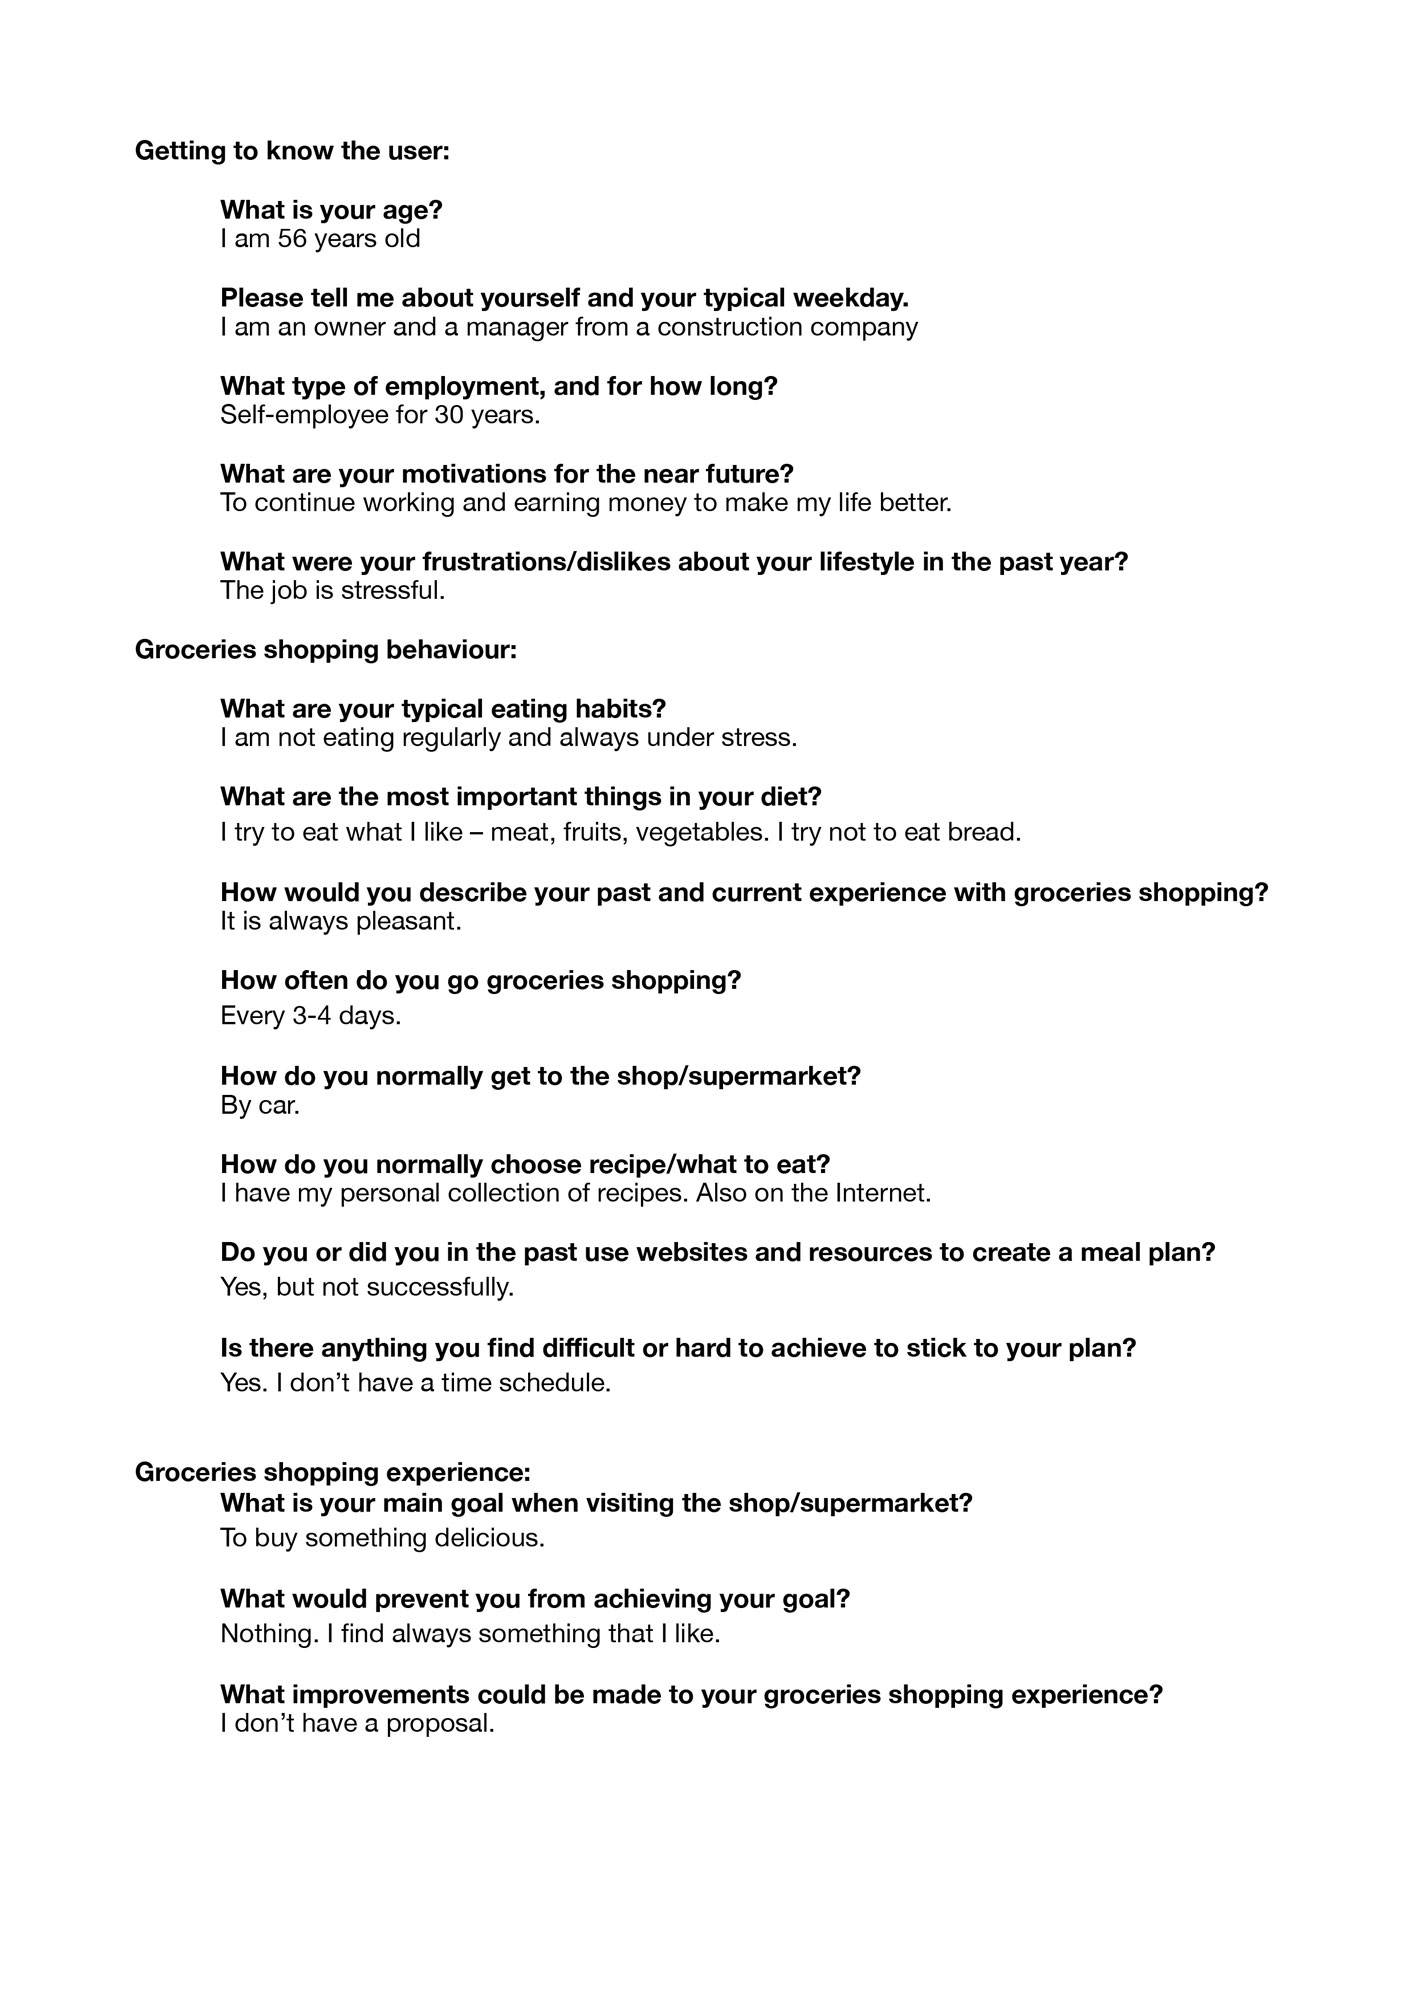 Getting to know the user:
What is your age?
I am 56 years old
Please tell me about yourself and your typical weekday.
I am an owner and a manager from a construction company
What type of employment, and for how long?
Self-employee for 30 years.
What are your motivations for the near future?
To continue working and earning money to make my life better.
What were your frustrations/dislikes about your lifestyle in the past year?
The job is stressful.
Groceries shopping behaviour:
What are your typical eating habits?
I am not eating regularly and always under stress.
What are the most important things in your diet?
I try to eat what I like – meat, fruits, vegetables. I try not to eat bread.
How would you describe your past and current experience with groceries shopping?
It is always pleasant.
How often do you go groceries shopping?
Every 3-4 days.
How do you normally get to the shop/supermarket?
By car.
How do you normally choose recipe/what to eat?
I have my personal collection of recipes. Also on the Internet.
Do you or did you in the past use websites and resources to create a meal plan?
Yes, but not successfully.
Is there anything you find difficult or hard to achieve to stick to your plan?
Yes. I don’t have a time schedule.
Groceries shopping experience:
What is your main goal when visiting the shop/supermarket?
To buy something delicious.
What would prevent you from achieving your goal?
Nothing. I find always something that I like.
What improvements could be made to your groceries shopping experience?
I don’t have a proposal.